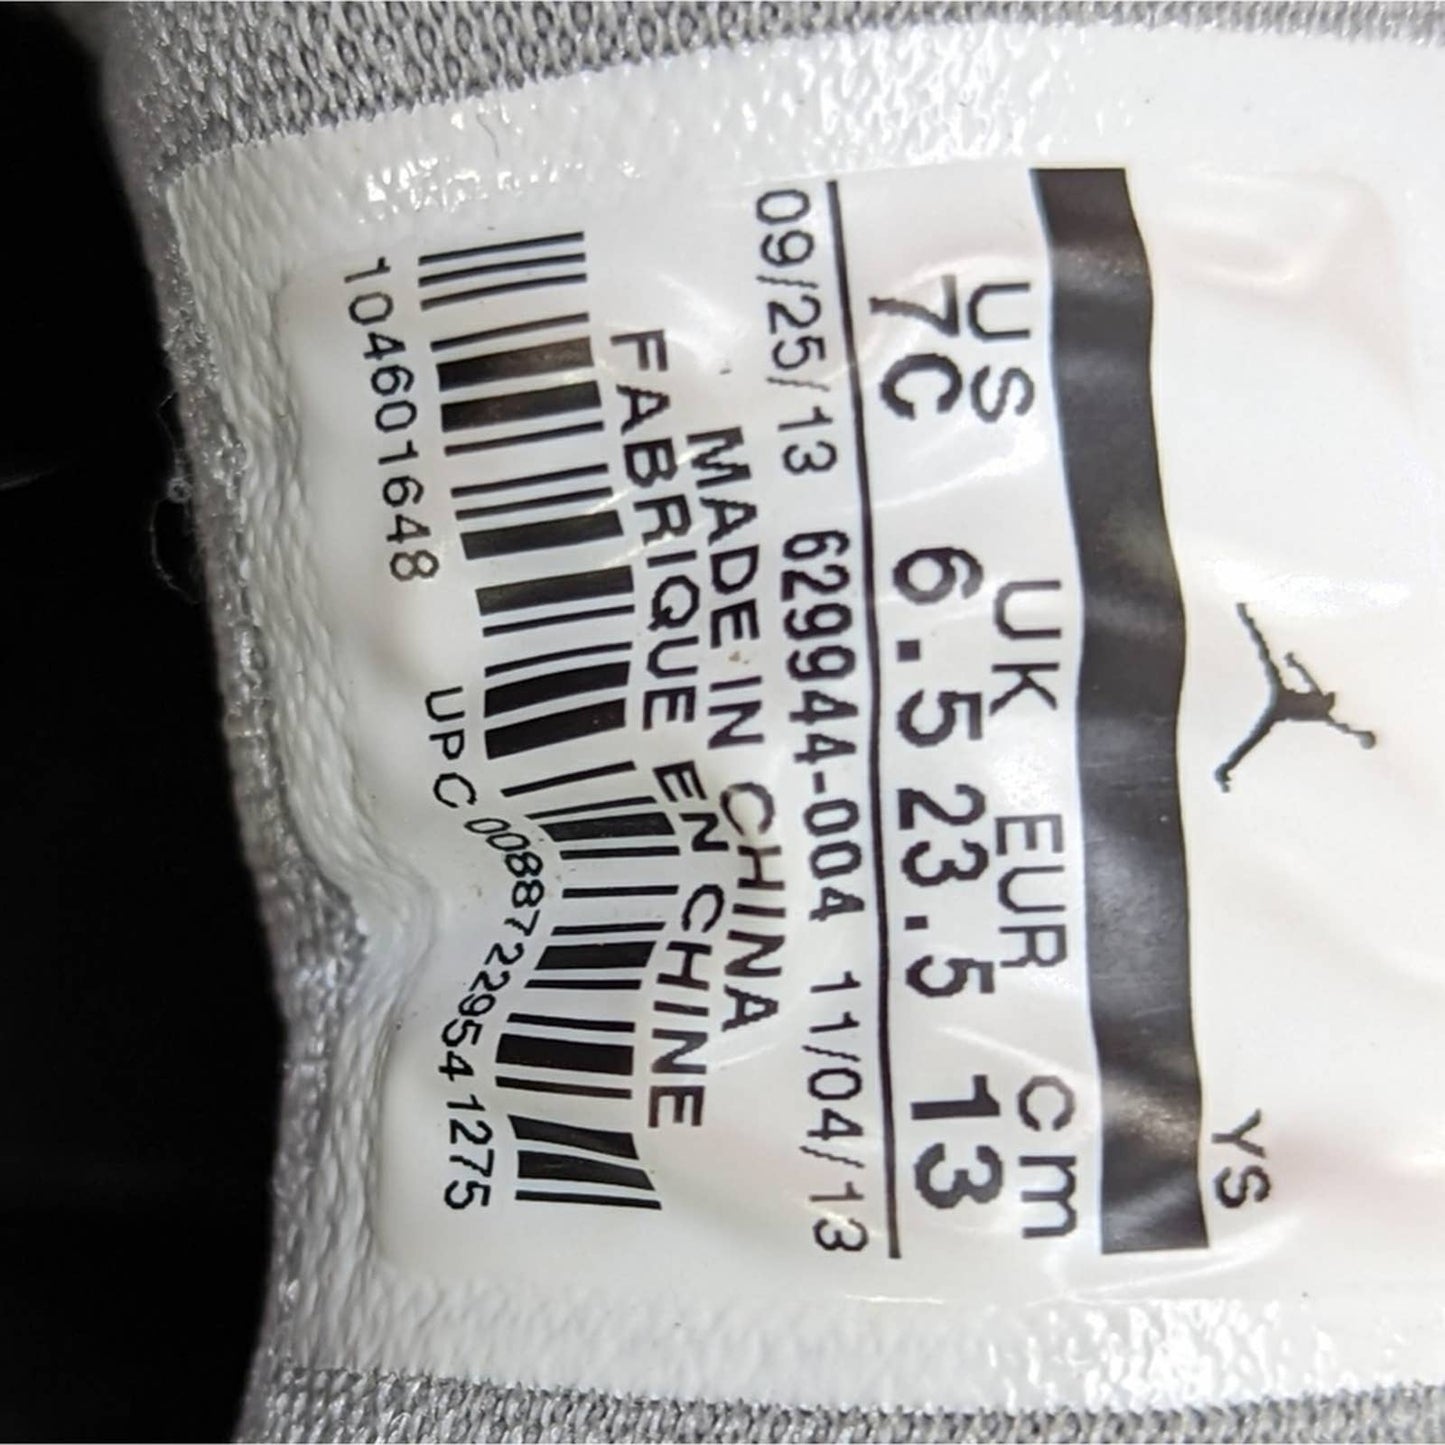 YS
US UK EUR cm
7C 6.5 23.5 13
09/25/13 629944-004 11/04/13
MADE IN CHINA
FABRIQUE EN CHINE
104601648 UPC 00887229541275